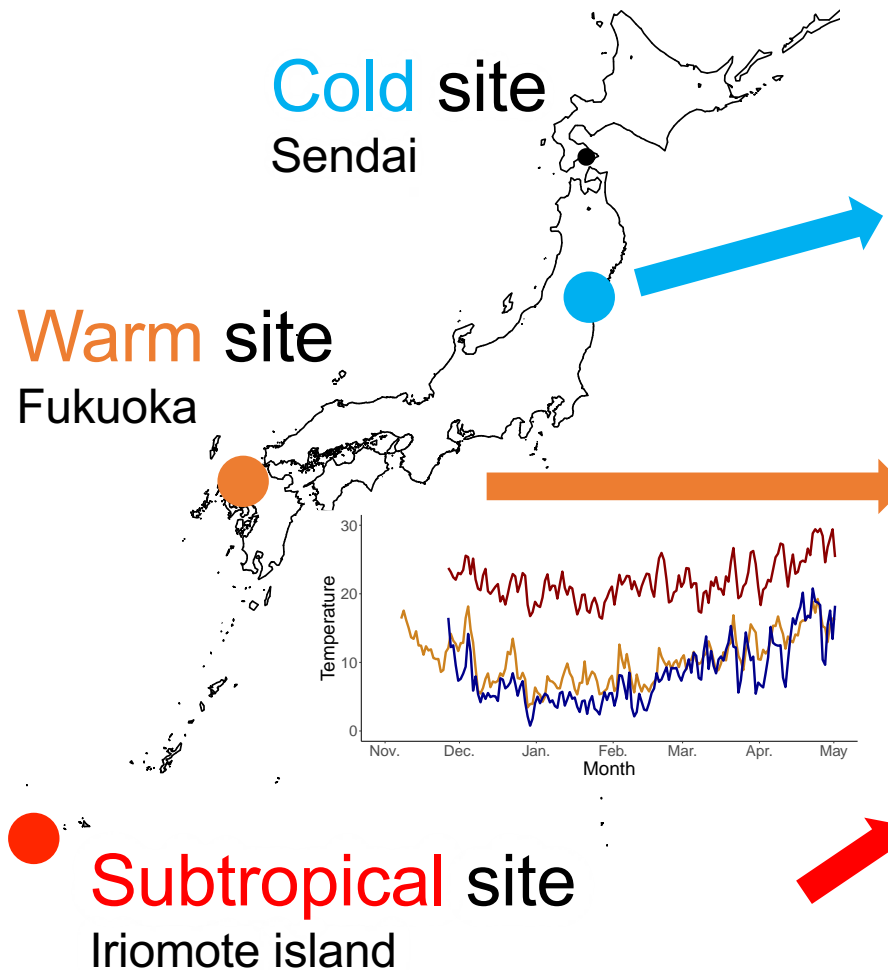 Cold site
Sendai
Warm site
Fukuoka
30
20
10
0
Temperature
Nov. Dec. Jan. Feb. Mar. Apr. May
Month
Subtropical site
Iriomote island